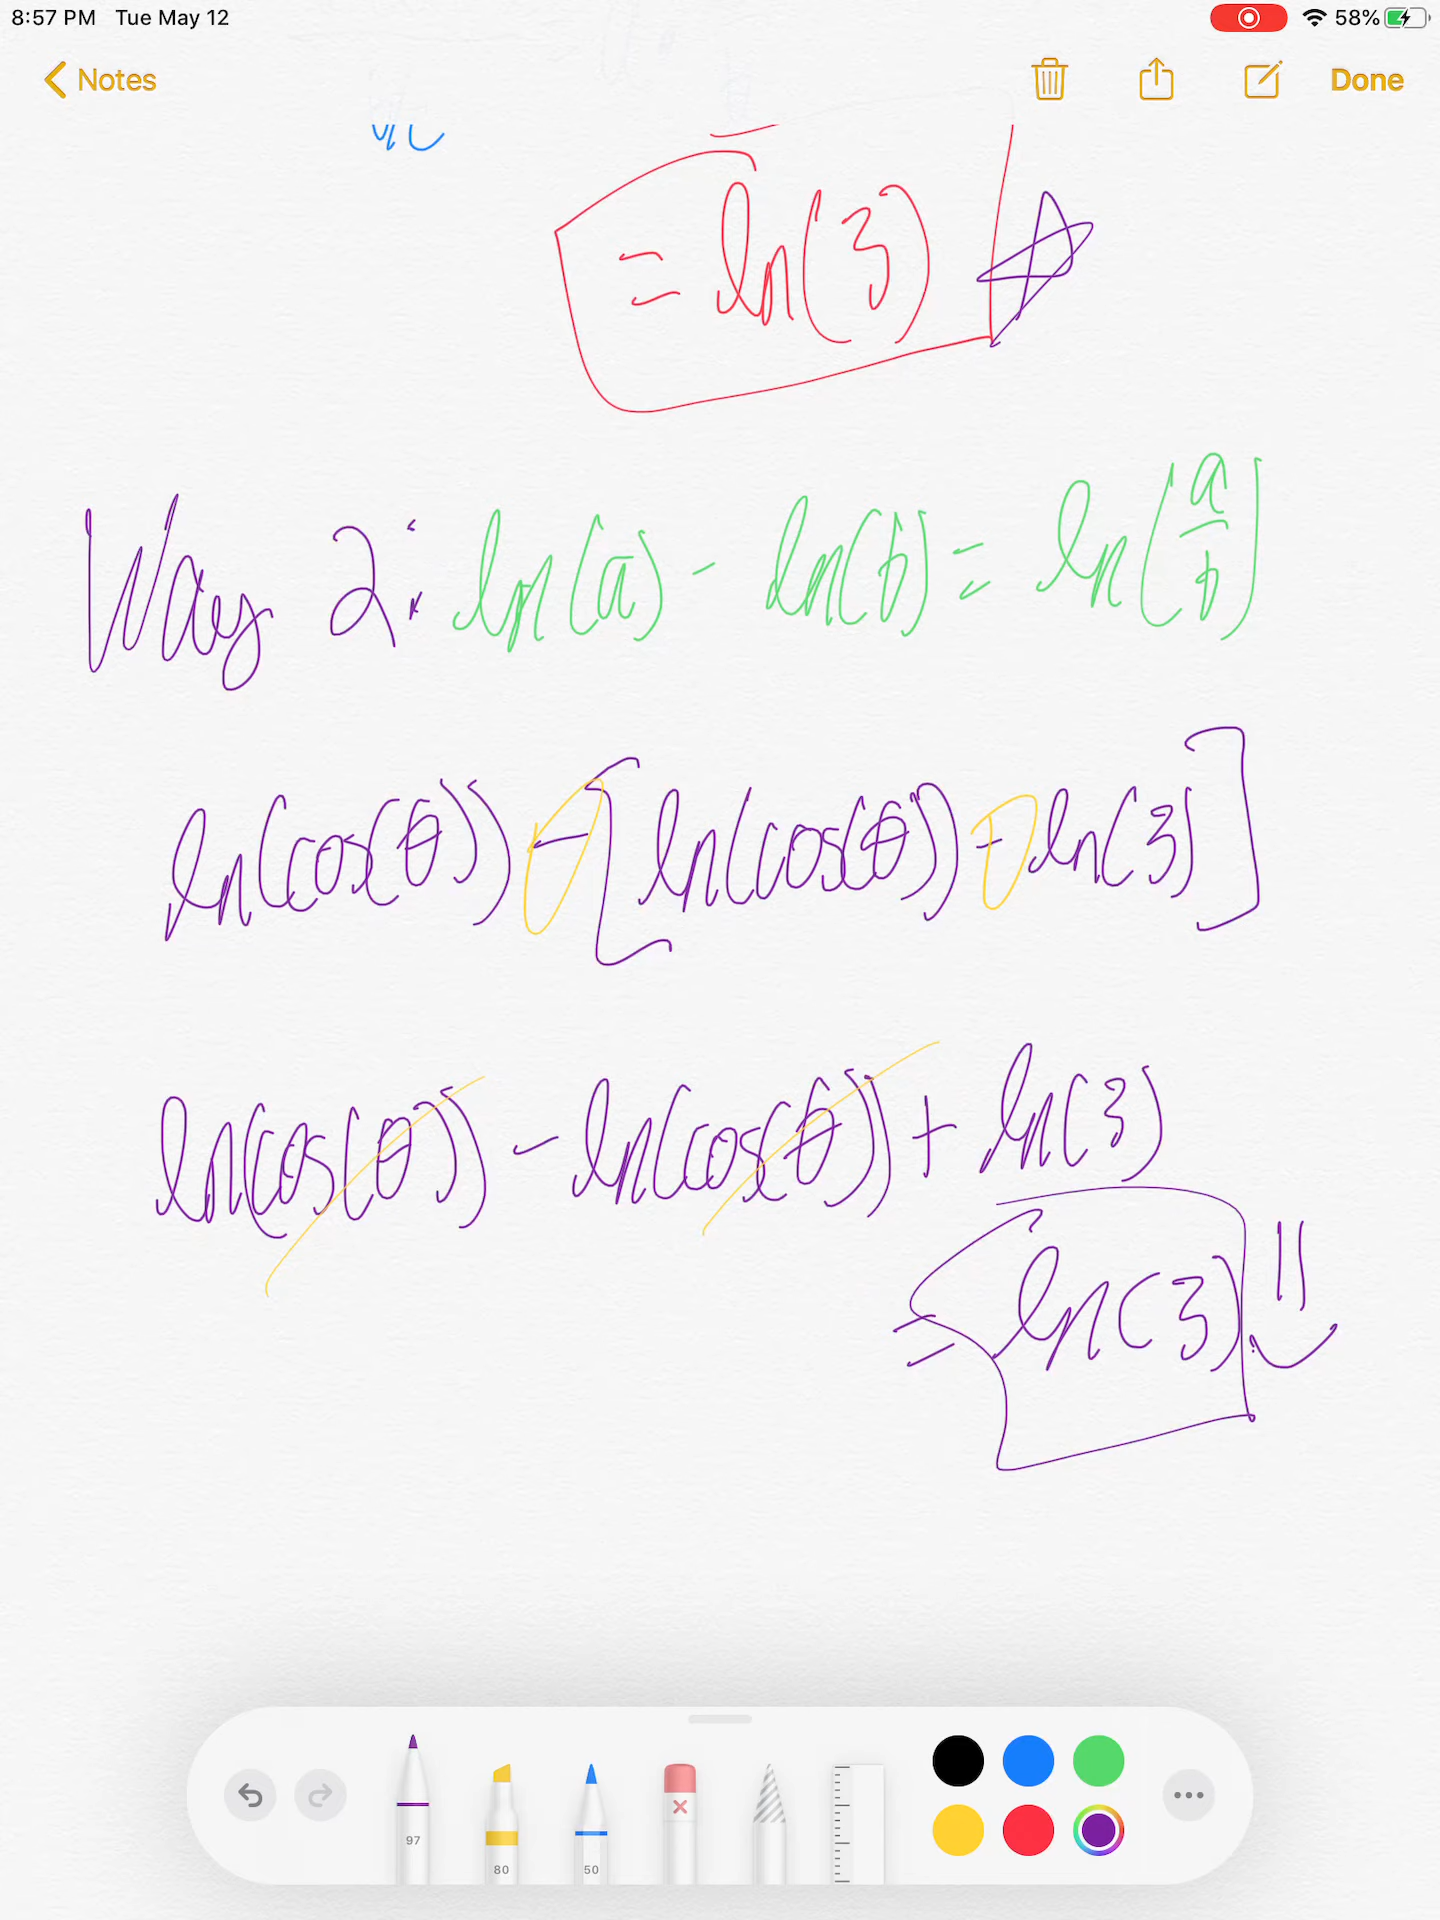 8:57 PM Tue May 12 58%
Notes Done
= ln(3)
Way 2: ln(a) - ln(b) = ln(a/b)
ln(cos(θ)) - [ln(cos(θ)) - ln(3)]
ln(cos(θ)) - ln(cos(θ)) + ln(3)
= ln(3)
97 80 50